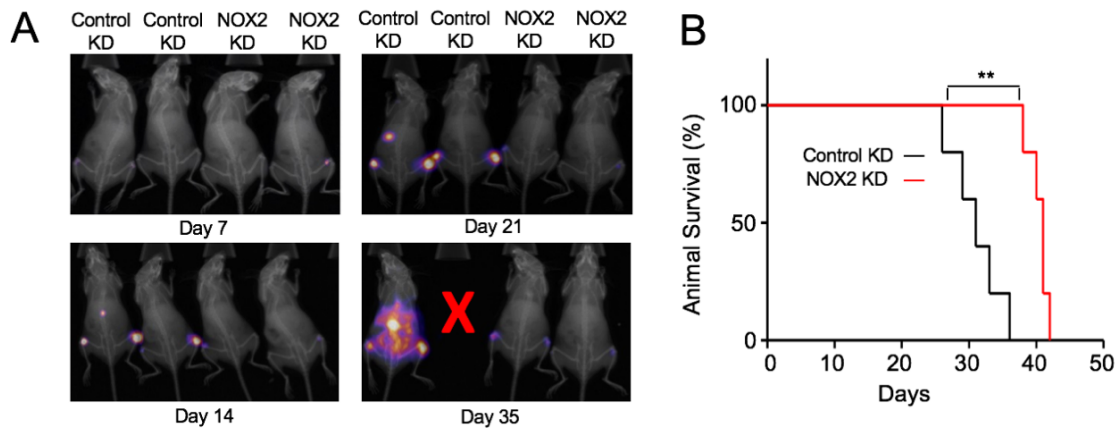 A
Control KD
Control KD
NOX2 KD
NOX2 KD
Day 7
Control KD
Control KD
NOX2 KD
NOX2 KD
Day 21
Day 14
X
Day 35
B
**
Control KD
NOX2 KD
Animal Survival (%)
100
50
0
0
10
20
30
40
50
Days